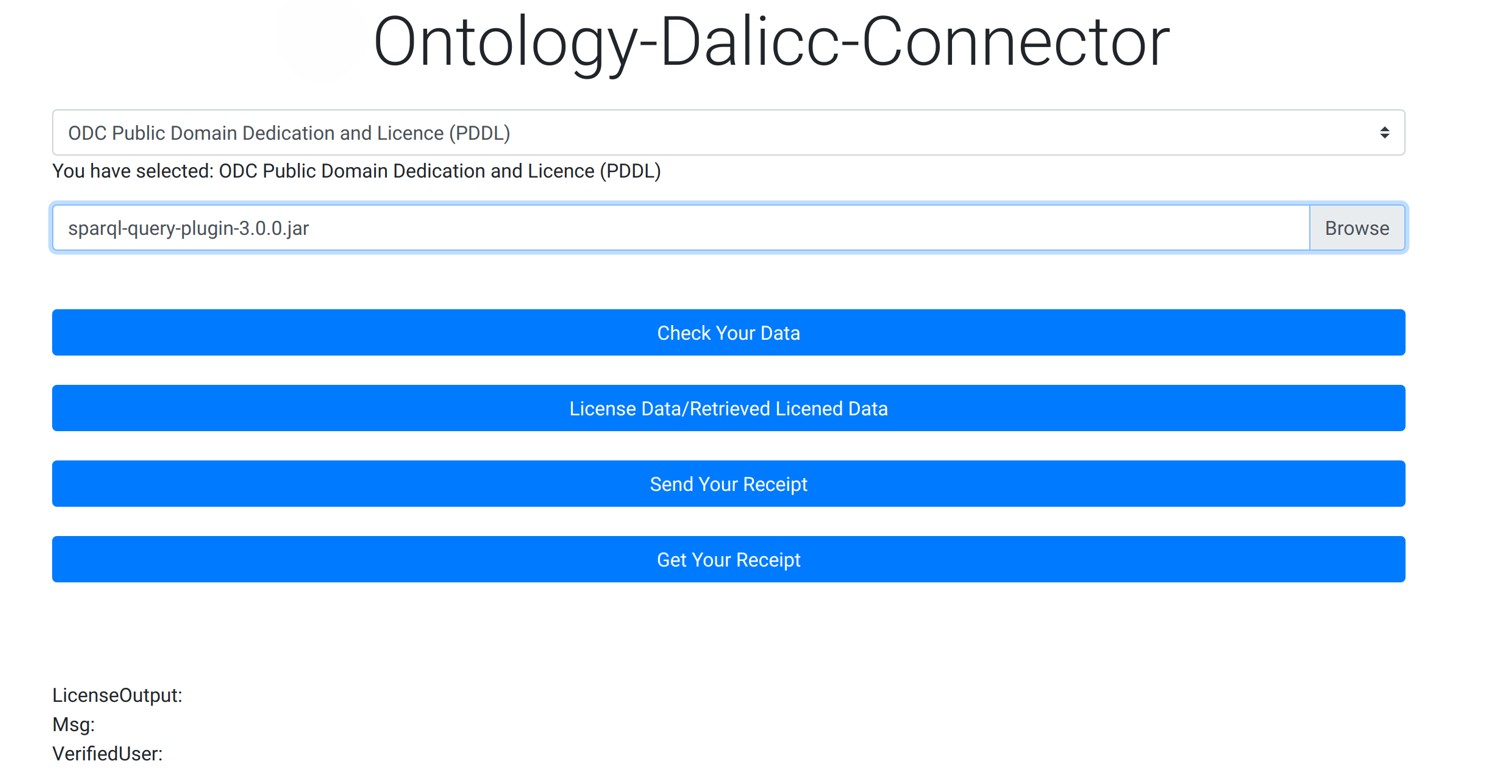 Ontology-Dalicc-Connector
ODC Public Domain Dedication and Licence (PDDL)
You have selected: ODC Public Domain Dedication and Licence (PDDL)
sparql-query-plugin-3.0.0.jar
Browse
Check Your Data
License Data/Retrieved Licened Data
Send Your Receipt
Get Your Receipt
LicenseOutput:
Msg:
VerifiedUser: